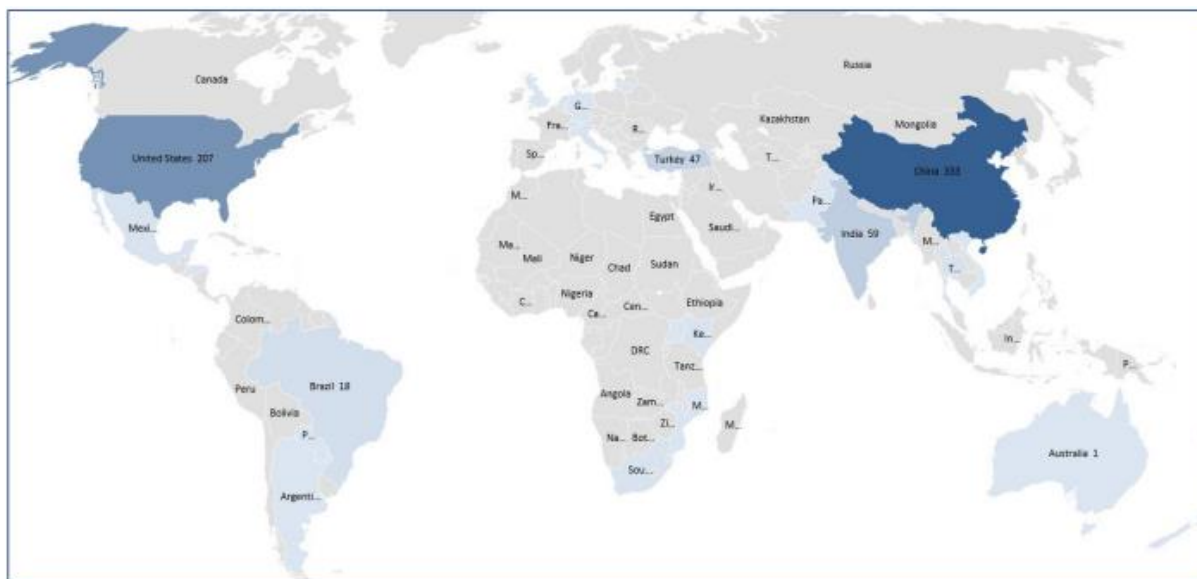 Canada
Russia
G...
Kazakhstan
Mongolia
Fra...
R...
United States 207
Sp...
Turkey 47
T...
China 333
Ir...
M...
Pa...
Egypt
Mexi...
Saudi...
India 59
M...
Ma...
Mali
Niger
Chad
Sudan
T...
Nigeria
C...
Cen...
Ethiopia
Ca...
Colom...
Ke...
In...
DRC
Tanz...
P...
Peru
Brazil 18
Angola
Zam...
M...
Bolivia
Zi...
M...
P...
Na...
Bot...
Australia 1
Sou...
Argenti...